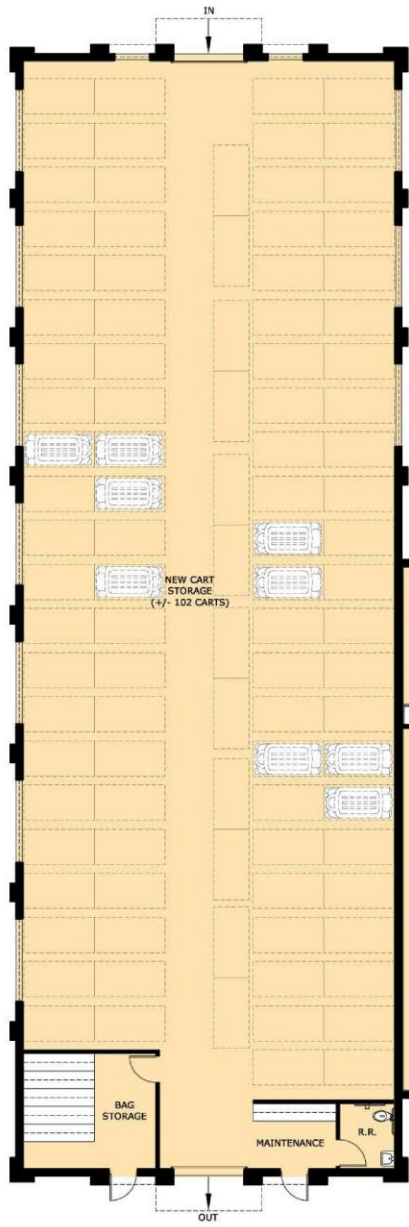 IN
NEW CART
STORAGE
(+/- 102 CARTS)
BAG
STORAGE
MAINTENANCE
R.R.
OUT